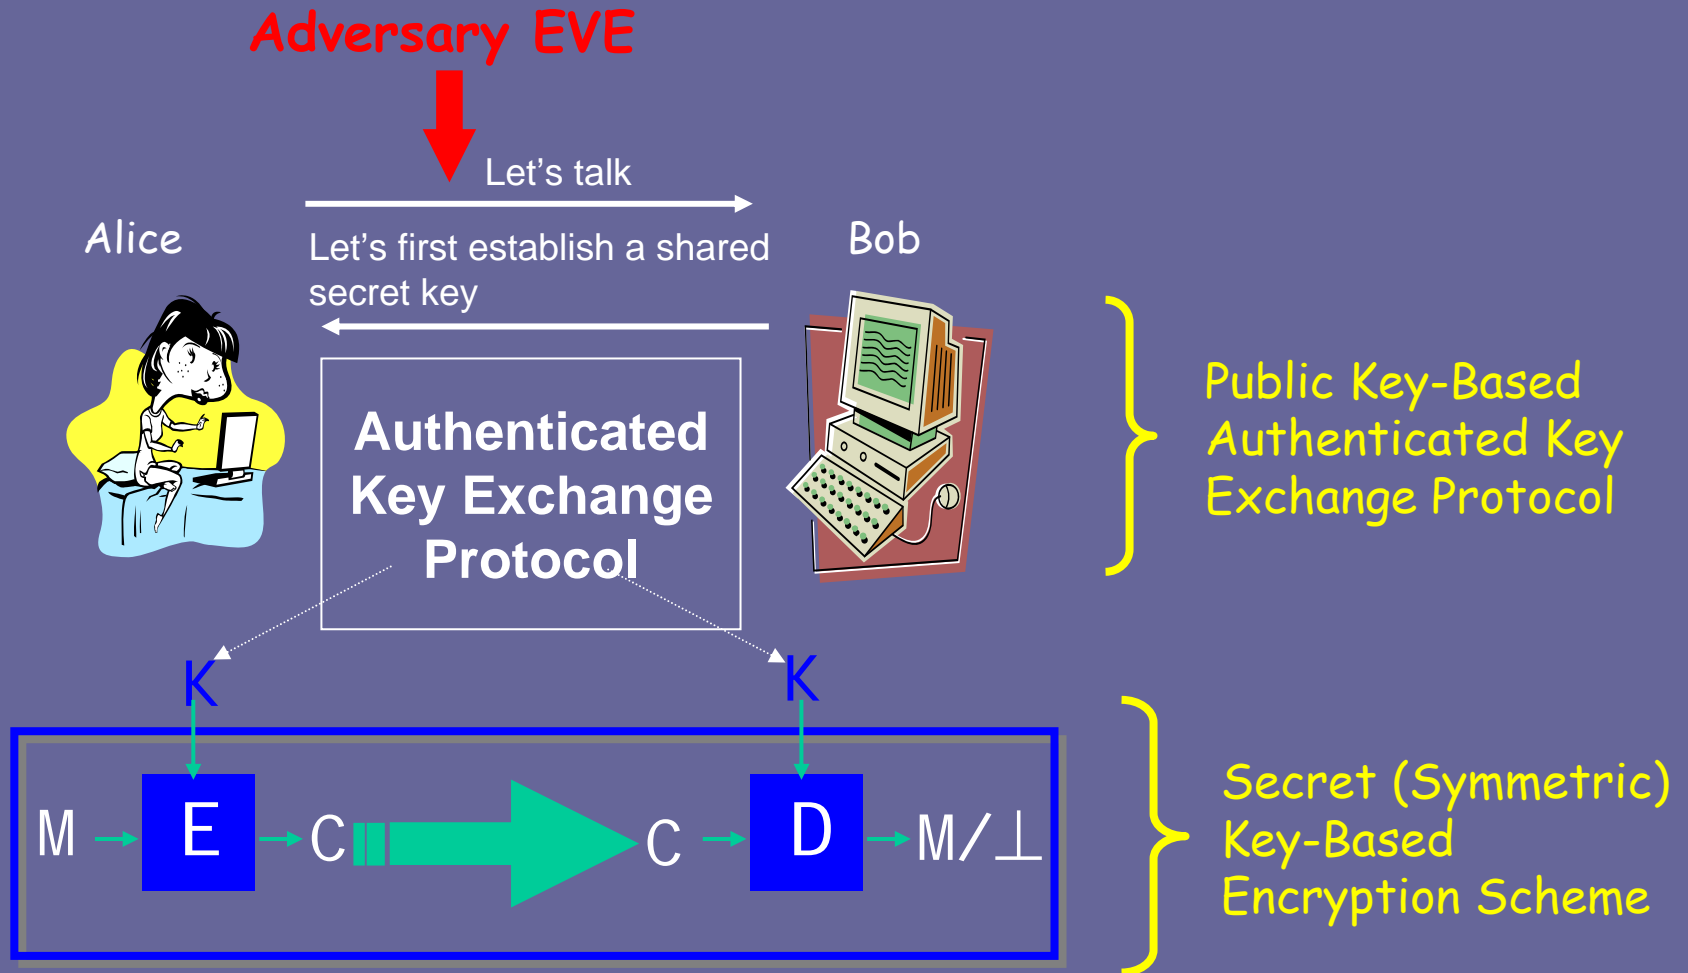 Adversary EVE
Let's talk
Alice
Let's first establish a shared
secret key
Bob
Authenticated
Key Exchange
Protocol
Public Key-Based
Authenticated Key
Exchange Protocol
K
K
M
E
C
C
D
M/⊥
Secret (Symmetric)
Key-Based
Encryption Scheme